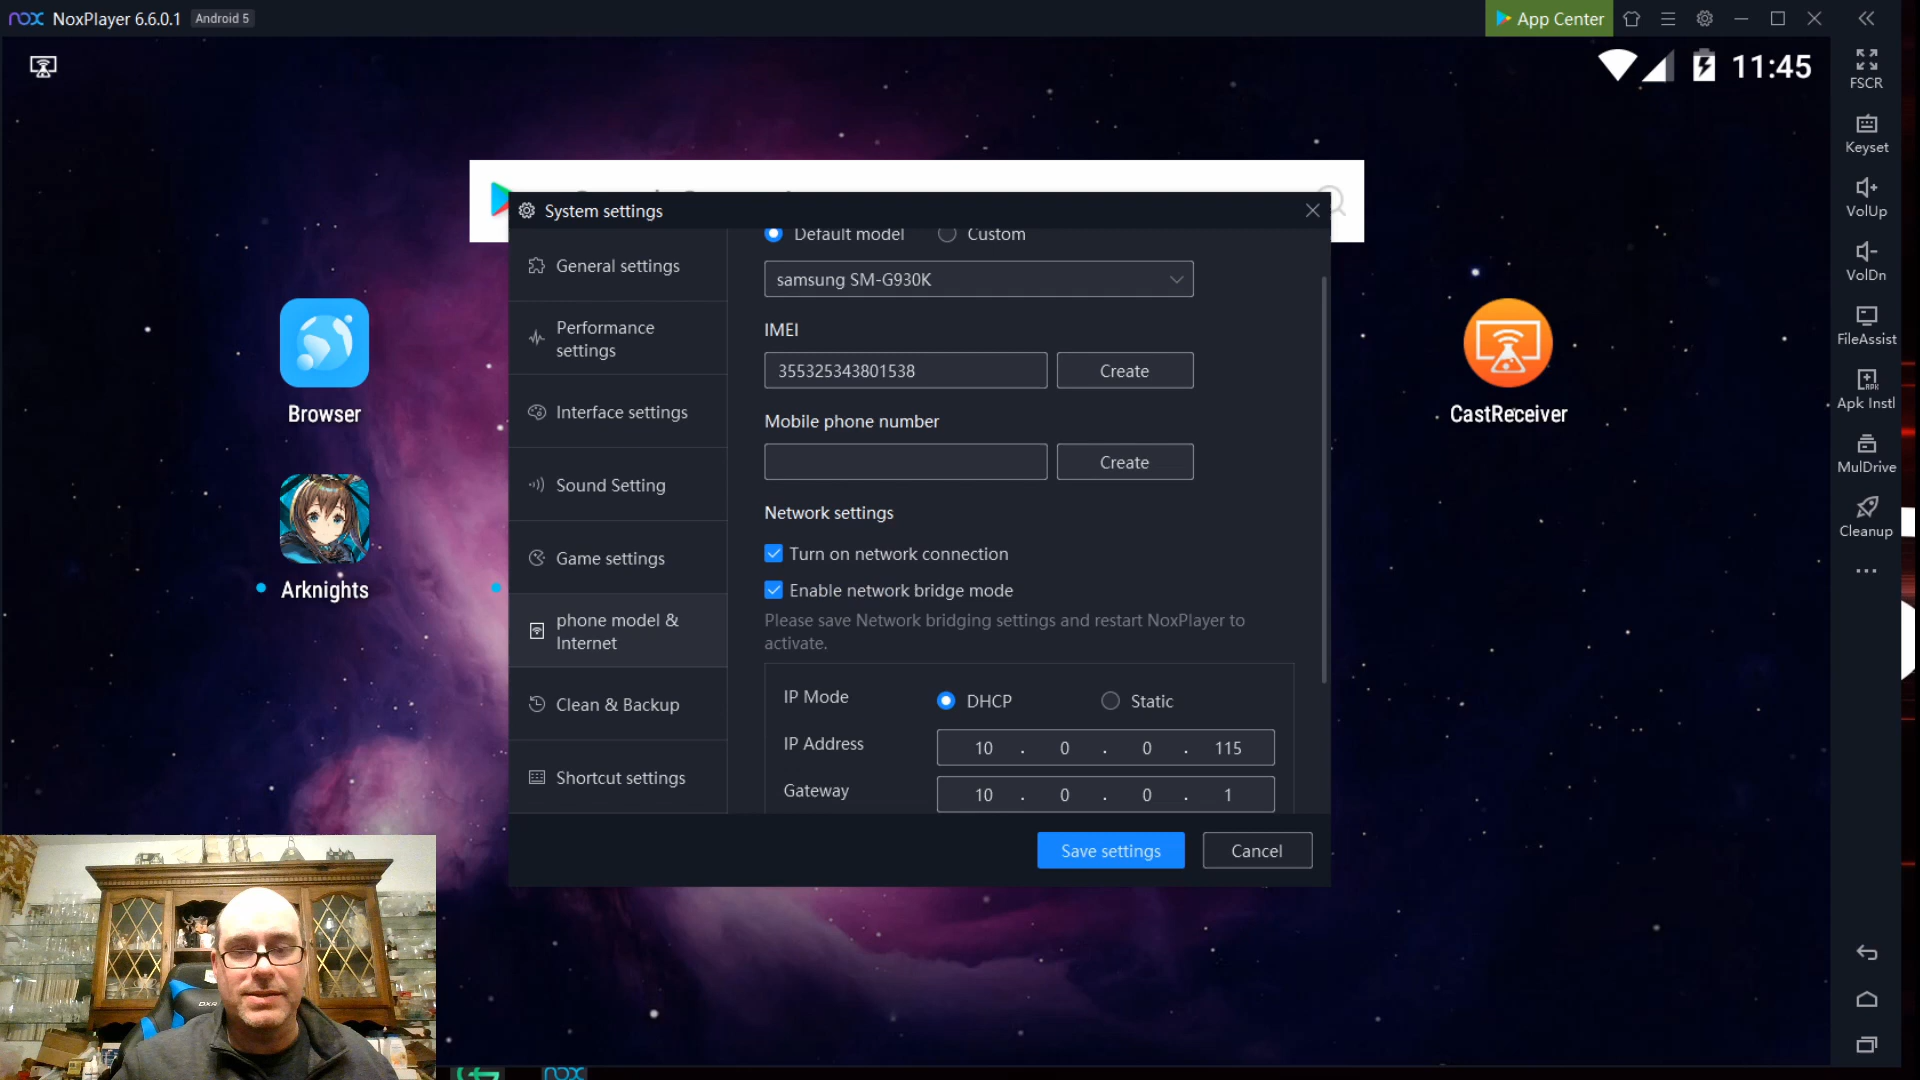 nox NoxPlayer 6.6.0.1 Android 5
App Center
11:45
FSCR
Keyset
VolUp
VolDn
FileAssist
Apk Instl
MulDrive
Cleanup
Browser
Arknights
CastReceiver
System settings
General settings
Performance
settings
Interface settings
Sound Setting
Game settings
phone model &
Internet
Clean & Backup
Shortcut settings
Default model Custom
samsung SM-G930K
IMEI
355325343801538 Create
Mobile phone number
Create
Network settings
Turn on network connection
Enable network bridge mode
Please save Network bridging settings and restart NoxPlayer to
activate.
IP Mode DHCP Static
IP Address 10 . 0 . 0 . 115
Gateway 10 . 0 . 0 . 1
Save settings Cancel
DXR
nox